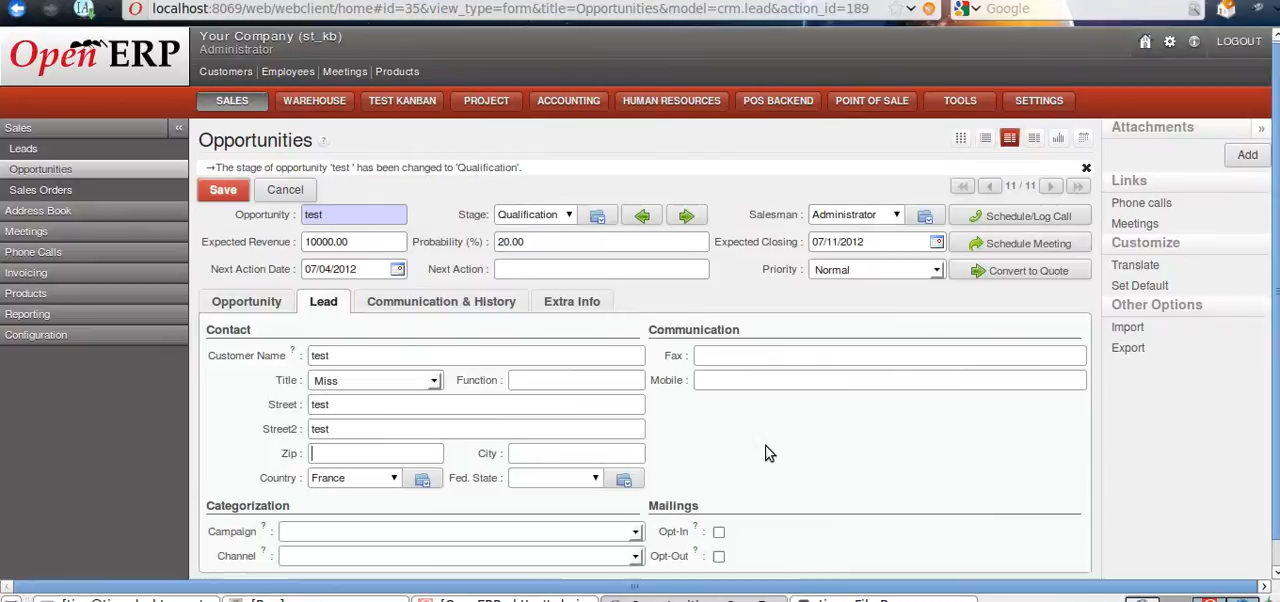 localhost:8069/web/webclient/home#id=35&view_type=form&title=Opportunities&model=crm.lead&action_id=189
Google
Open ERP
Your Company (st_kb)
Administrator
LOGOUT
Customers Employees Meetings Products
SALES WAREHOUSE TEST KANBAN PROJECT ACCOUNTING HUMAN RESOURCES POS BACKEND POINT OF SALE TOOLS SETTINGS
Sales «
Leads
Opportunities
Sales Orders
Address Book
Meetings
Phone Calls
Invoicing
Products
Reporting
Configuration
Opportunities ?
→The stage of opportunity 'test ' has been changed to 'Qualification'.
Save Cancel 11 / 11
Opportunity : test Stage: Qualification Salesman : Administrator Schedule/Log Call
Expected Revenue : 10000.00 Probability (%) : 20.00 Expected Closing : 07/11/2012 Schedule Meeting
Next Action Date : 07/04/2012 Next Action : Priority : Normal Convert to Quote
Opportunity Lead Communication & History Extra Info
Contact Communication
Customer Name ? : test Fax :
Title : Miss Function : Mobile :
Street : test
Street2 : test
Zip : City :
Country : France Fed. State :
Categorization Mailings
Campaign ? : Opt-In ? :
Channel ? : Opt-Out ? :
Attachments »
Add
Links
Phone calls
Meetings
Customize
Translate
Set Default
Other Options
Import
Export